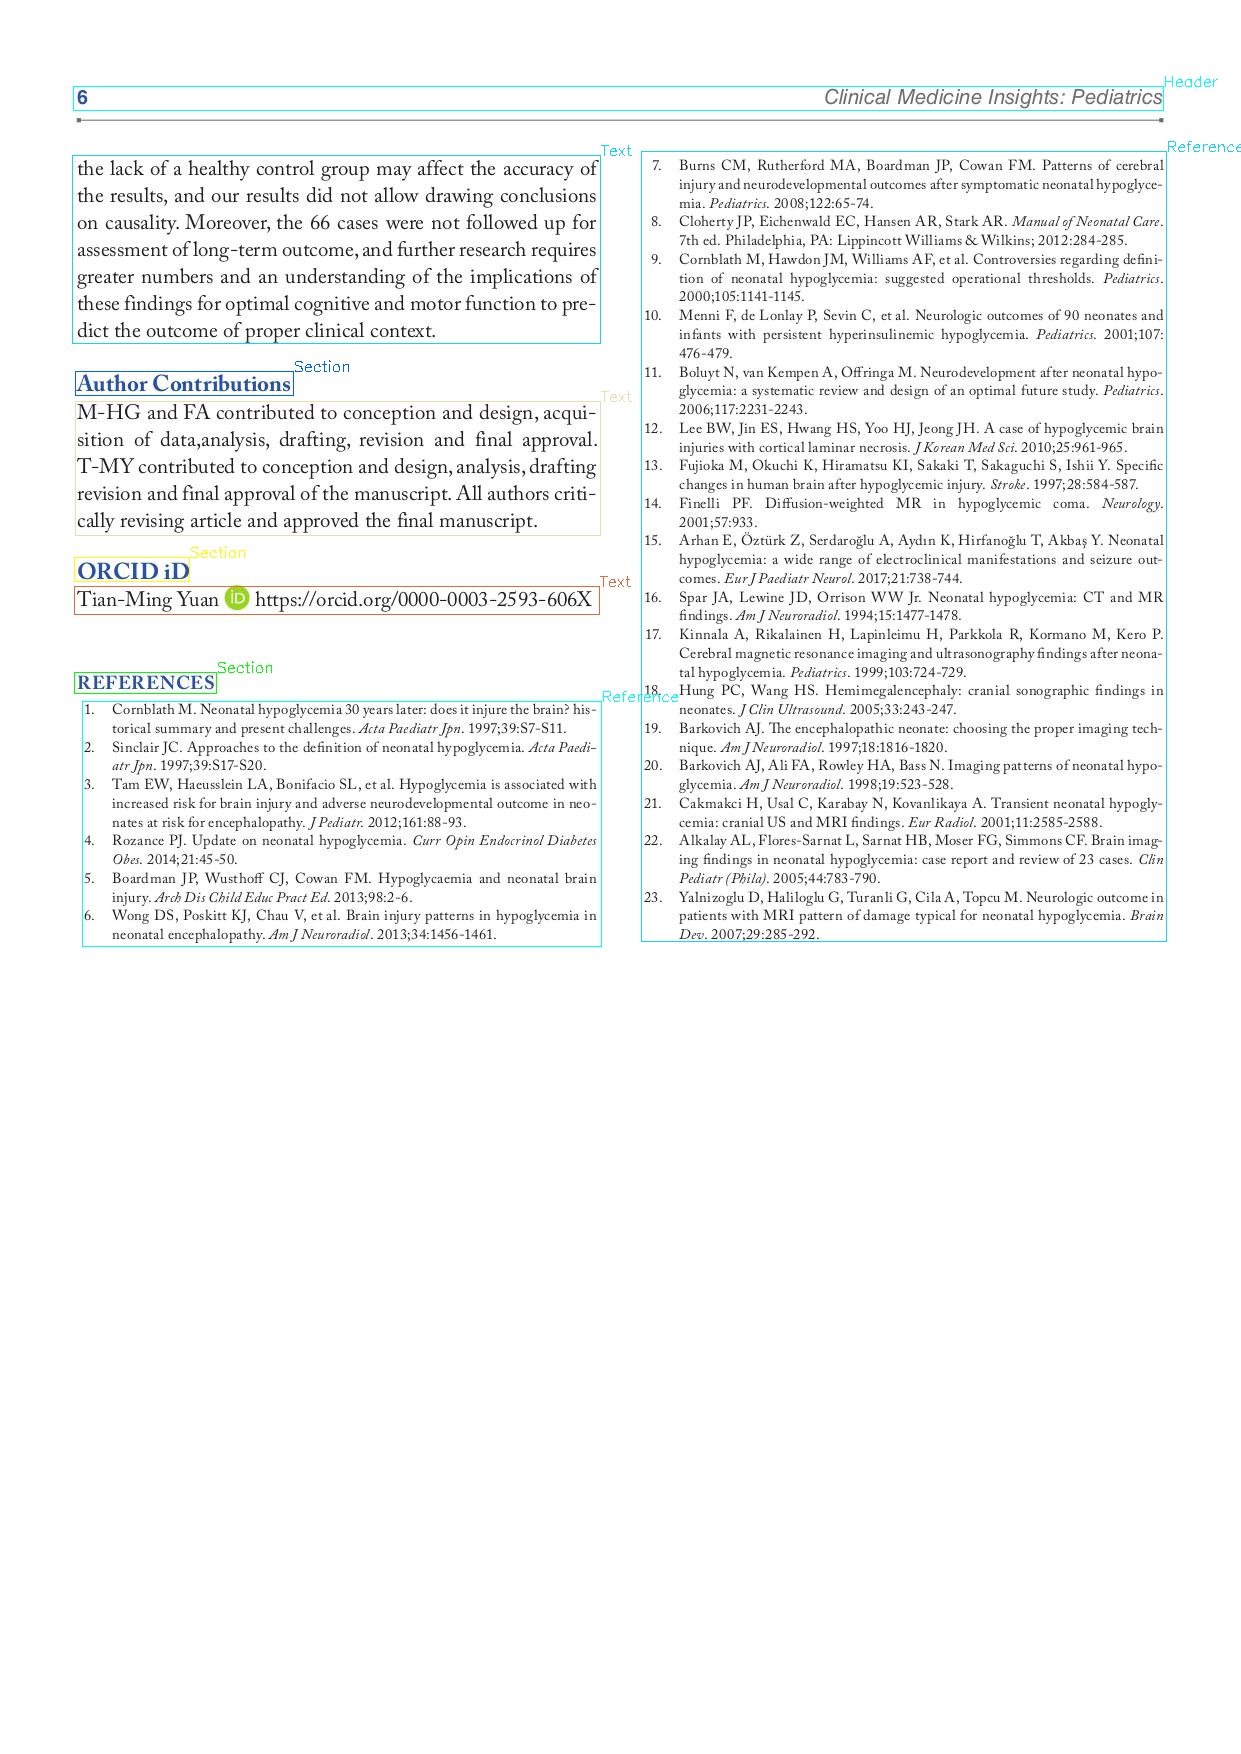 Header
6 Clinical Medicine Insights: Pediatrics
Text
the lack of a healthy control group may affect the accuracy of
the results, and our results did not allow drawing conclusions
on causality. Moreover, the 66 cases were not followed up for
assessment of long-term outcome, and further research requires
greater numbers and an understanding of the implications of
these findings for optimal cognitive and motor function to pre-
dict the outcome of proper clinical context.
Section
Author Contributions
Text
M-HG and FA contributed to conception and design, acqui-
sition of data,analysis, drafting, revision and final approval.
T-MY contributed to conception and design, analysis, drafting
revision and final approval of the manuscript. All authors criti-
cally revising article and approved the final manuscript.
Section
ORCID iD
Text
Tian-Ming Yuan iD https://orcid.org/0000-0003-2593-606X
Section
REFERENCES
Reference
1. Cornblath M. Neonatal hypoglycemia 30 years later: does it injure the brain? his-
torical summary and present challenges. Acta Paediatr Jpn. 1997;39:S7-S11.
2. Sinclair JC. Approaches to the definition of neonatal hypoglycemia. Acta Paedi-
atr Jpn. 1997;39:S17-S20.
3. Tam EW, Haeusslein LA, Bonifacio SL, et al. Hypoglycemia is associated with
increased risk for brain injury and adverse neurodevelopmental outcome in neo-
nates at risk for encephalopathy. J Pediatr. 2012;161:88-93.
4. Rozance PJ. Update on neonatal hypoglycemia. Curr Opin Endocrinol Diabetes
Obes. 2014;21:45-50.
5. Boardman JP, Wusthoff CJ, Cowan FM. Hypoglycaemia and neonatal brain
injury. Arch Dis Child Educ Pract Ed. 2013;98:2-6.
6. Wong DS, Poskitt KJ, Chau V, et al. Brain injury patterns in hypoglycemia in
neonatal encephalopathy. Am J Neuroradiol. 2013;34:1456-1461.
Reference
7. Burns CM, Rutherford MA, Boardman JP, Cowan FM. Patterns of cerebral
injury and neurodevelopmental outcomes after symptomatic neonatal hypoglyce-
mia. Pediatrics. 2008;122:65-74.
8. Cloherty JP, Eichenwald EC, Hansen AR, Stark AR. Manual of Neonatal Care.
7th ed. Philadelphia, PA: Lippincott Williams & Wilkins; 2012:284-285.
9. Cornblath M, Hawdon JM, Williams AF, et al. Controversies regarding defini-
tion of neonatal hypoglycemia: suggested operational thresholds. Pediatrics.
2000;105:1141-1145.
10. Menni F, de Lonlay P, Sevin C, et al. Neurologic outcomes of 90 neonates and
infants with persistent hyperinsulinemic hypoglycemia. Pediatrics. 2001;107:
476-479.
11. Boluyt N, van Kempen A, Offringa M. Neurodevelopment after neonatal hypo-
glycemia: a systematic review and design of an optimal future study. Pediatrics.
2006;117:2231-2243.
12. Lee BW, Jin ES, Hwang HS, Yoo HJ, Jeong JH. A case of hypoglycemic brain
injuries with cortical laminar necrosis. J Korean Med Sci. 2010;25:961-965.
13. Fujioka M, Okuchi K, Hiramatsu KI, Sakaki T, Sakaguchi S, Ishii Y. Specific
changes in human brain after hypoglycemic injury. Stroke. 1997;28:584-587.
14. Finelli PF. Diffusion-weighted MR in hypoglycemic coma. Neurology.
2001;57:933.
15. Arhan E, Öztürk Z, Serdaroğlu A, Aydın K, Hirfanoğlu T, Akbaş Y. Neonatal
hypoglycemia: a wide range of electroclinical manifestations and seizure out-
comes. Eur J Paediatr Neurol. 2017;21:738-744.
16. Spar JA, Lewine JD, Orrison WW Jr. Neonatal hypoglycemia: CT and MR
findings. Am J Neuroradiol. 1994;15:1477-1478.
17. Kinnala A, Rikalainen H, Lapinleimu H, Parkkola R, Kormano M, Kero P.
Cerebral magnetic resonance imaging and ultrasonography findings after neona-
tal hypoglycemia. Pediatrics. 1999;103:724-729.
18. Hung PC, Wang HS. Hemimegalencephaly: cranial sonographic findings in
neonates. J Clin Ultrasound. 2005;33:243-247.
19. Barkovich AJ. The encephalopathic neonate: choosing the proper imaging tech-
nique. Am J Neuroradiol. 1997;18:1816-1820.
20. Barkovich AJ, Ali FA, Rowley HA, Bass N. Imaging patterns of neonatal hypo-
glycemia. Am J Neuroradiol. 1998;19:523-528.
21. Cakmakci H, Usal C, Karabay N, Kovanlikaya A. Transient neonatal hypogly-
cemia: cranial US and MRI findings. Eur Radiol. 2001;11:2585-2588.
22. Alkalay AL, Flores-Sarnat L, Sarnat HB, Moser FG, Simmons CF. Brain imag-
ing findings in neonatal hypoglycemia: case report and review of 23 cases. Clin
Pediatr (Phila). 2005;44:783-790.
23. Yalnizoglu D, Haliloglu G, Turanli G, Cila A, Topcu M. Neurologic outcome in
patients with MRI pattern of damage typical for neonatal hypoglycemia. Brain
Dev. 2007;29:285-292.